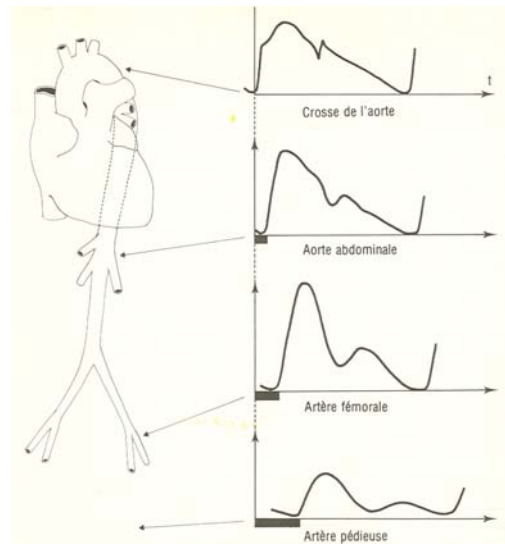 t
Crosse de l'aorte
Aorte abdominale
Artère fémorale
Artère pédieuse